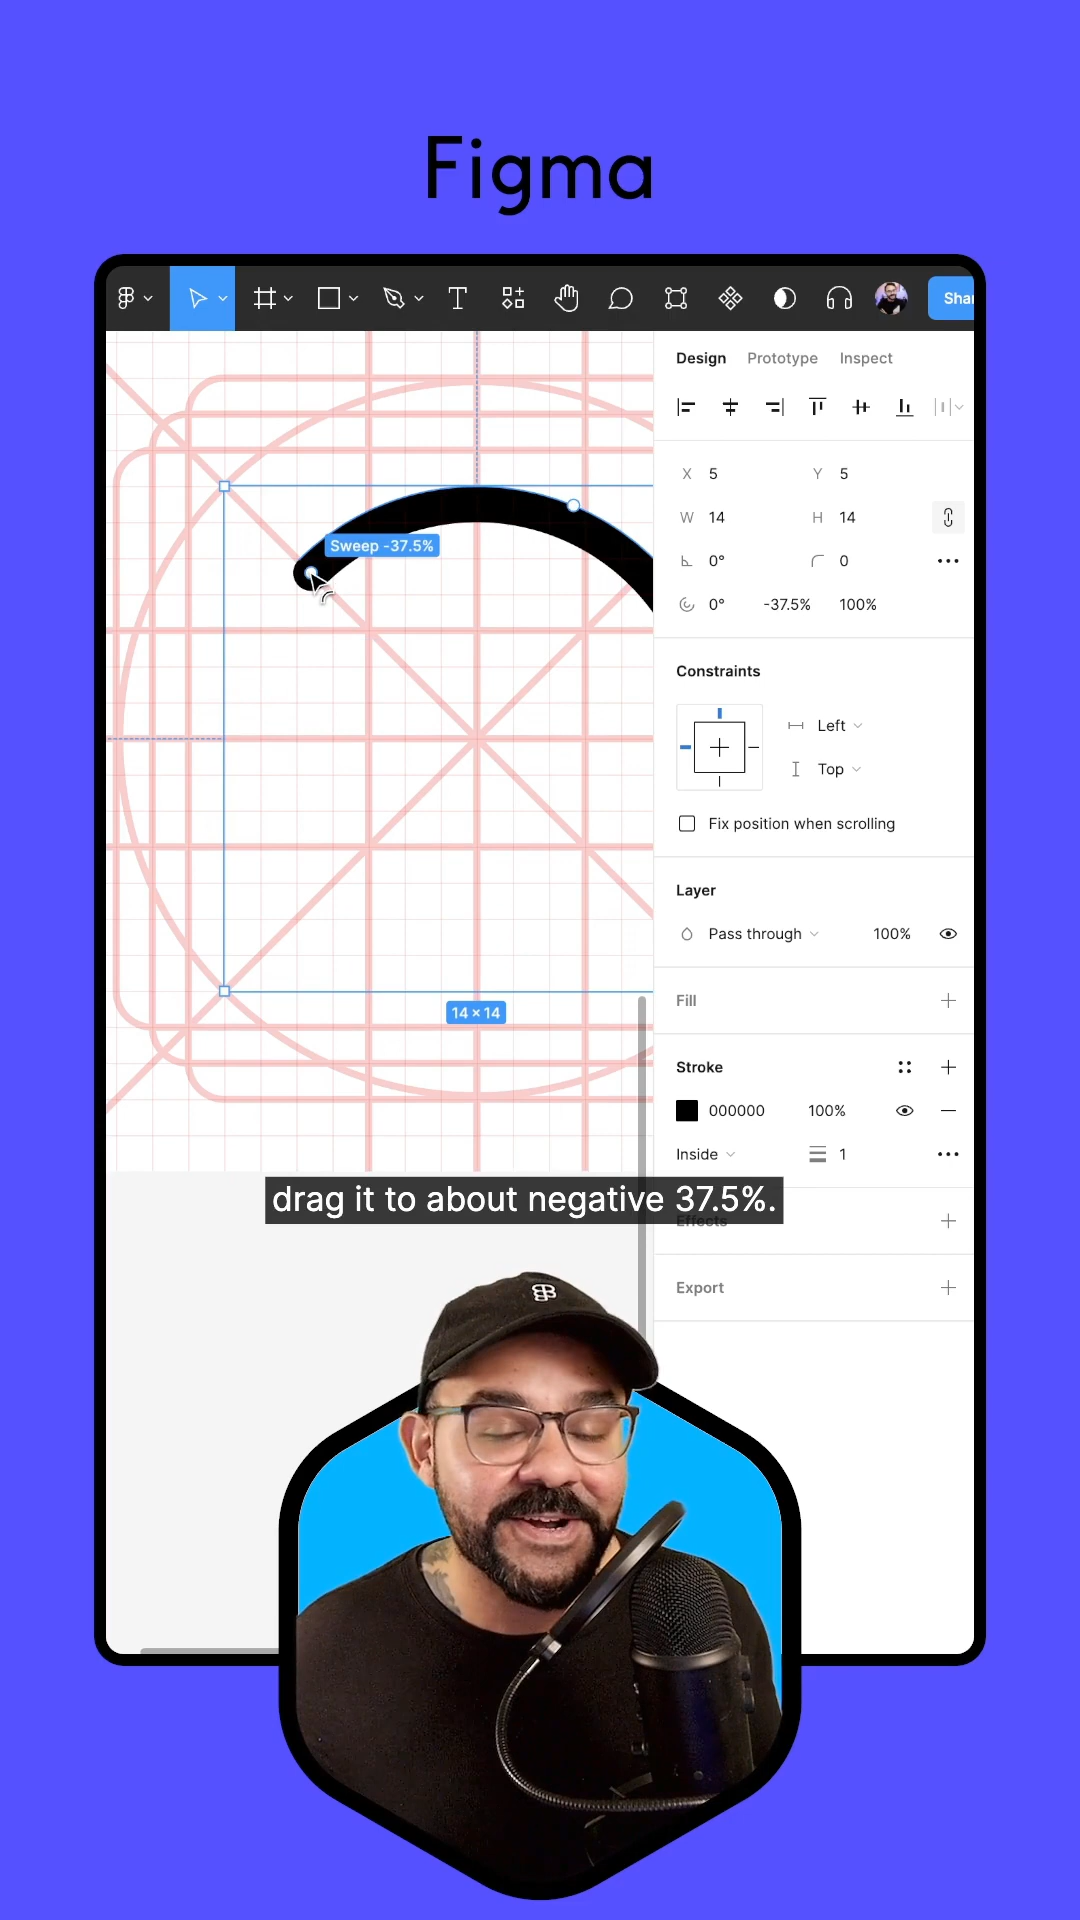 Figma
Sha
Design Prototype Inspect
X 5 Y 5
W 14 H 14
0° 0
0° -37.5% 100%
Sweep -37.5%
Constraints
Left
Top
Fix position when scrolling
Layer
Pass through 100%
Fill
14 × 14
Stroke
000000 100%
Inside 1
drag it to about negative 37.5%.
Effects
Export